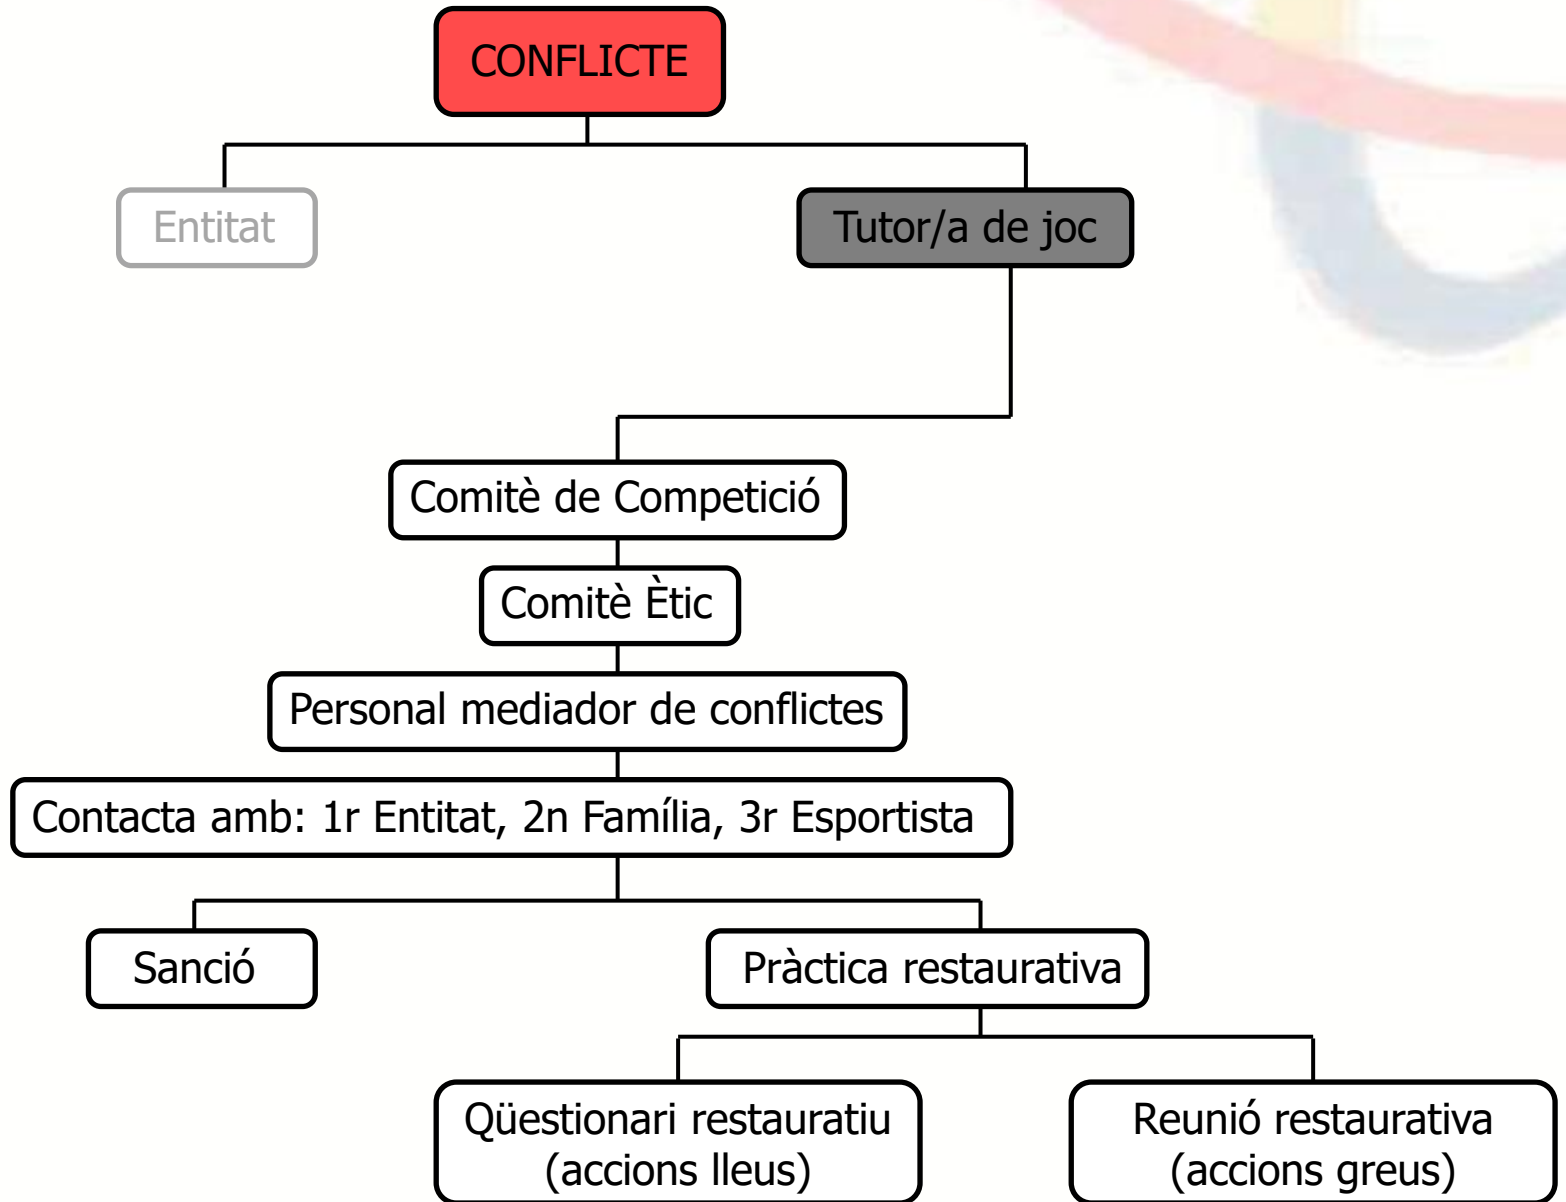 CONFLICTE
Entitat
Tutor/a de joc
Comitè de Competició
Comitè Ètic
Personal mediador de conflictes
Contacta amb: 1r Entitat, 2n Família, 3r Esportista
Sanció
Pràctica restaurativa
Qüestionari restauratiu
(accions lleus)
Reunió restaurativa
(accions greus)